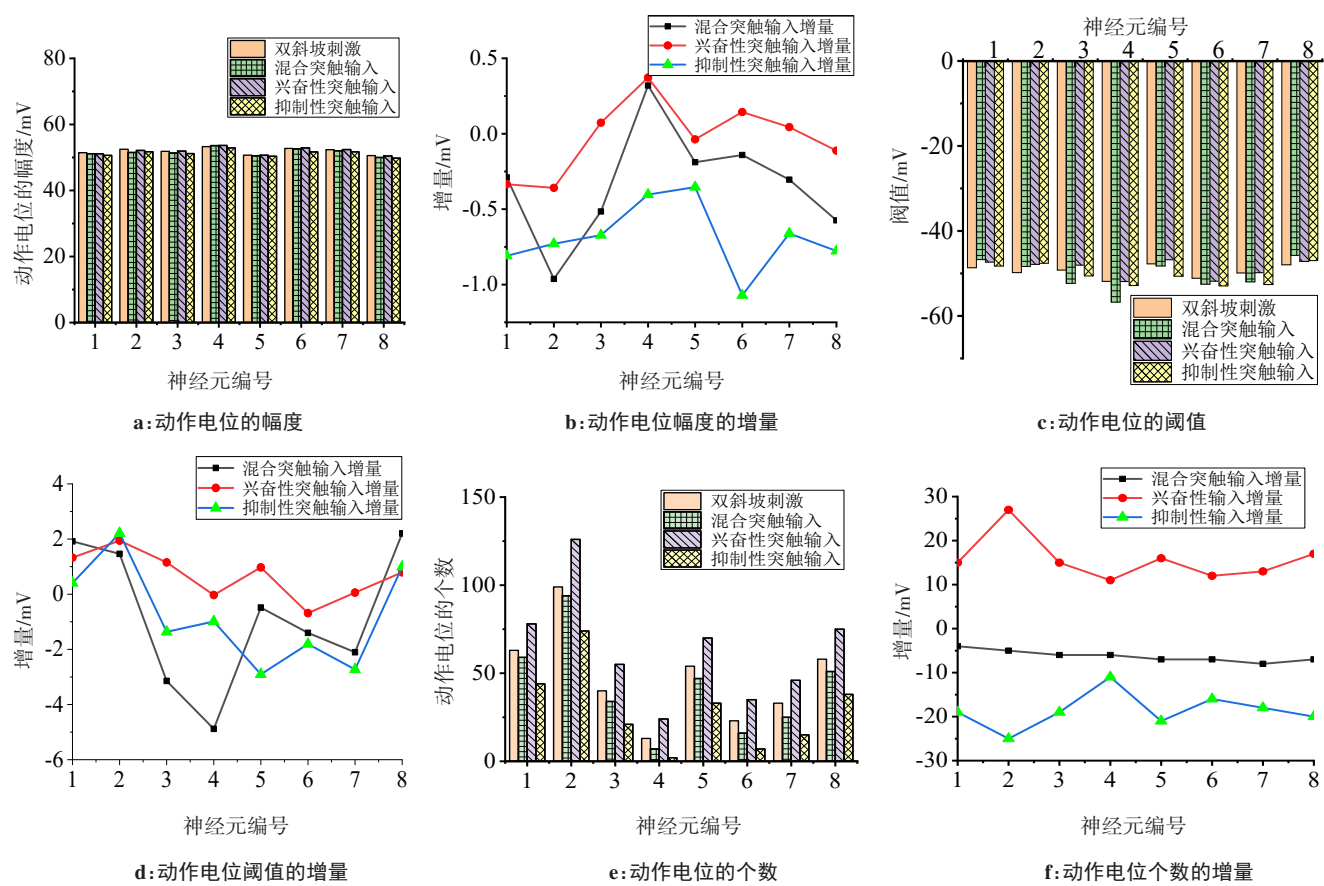 双斜坡刺激
混合突触输入
兴奋性突触输入
抑制性突触输入
80
60
40
20
0
动作电位的幅度/mV
1 2 3 4 5 6 7 8
神经元编号
a:动作电位的幅度
混合突触输入增量
兴奋性突触输入增量
抑制性突触输入增量
0.5
0.0
-0.5
-1.0
增量/mV
1 2 3 4 5 6 7 8
神经元编号
b:动作电位幅度的增量
神经元编号
1 2 3 4 5 6 7 8
0
-20
-40
-60
阈值/mV
双斜坡刺激
混合突触输入
兴奋性突触输入
抑制性突触输入
c:动作电位的阈值
混合突触输入增量
兴奋性突触输入增量
抑制性突触输入增量
4
2
0
-2
-4
-6
增量/mV
1 2 3 4 5 6 7 8
神经元编号
d:动作电位阈值的增量
双斜坡刺激
混合突触输入
兴奋性突触输入
抑制性突触输入
150
100
50
0
动作电位的个数
1 2 3 4 5 6 7 8
神经元编号
e:动作电位的个数
混合突触输入增量
兴奋性输入增量
抑制性输入增量
30
20
10
0
-10
-20
-30
增量/mV
1 2 3 4 5 6 7 8
神经元编号
f:动作电位个数的增量